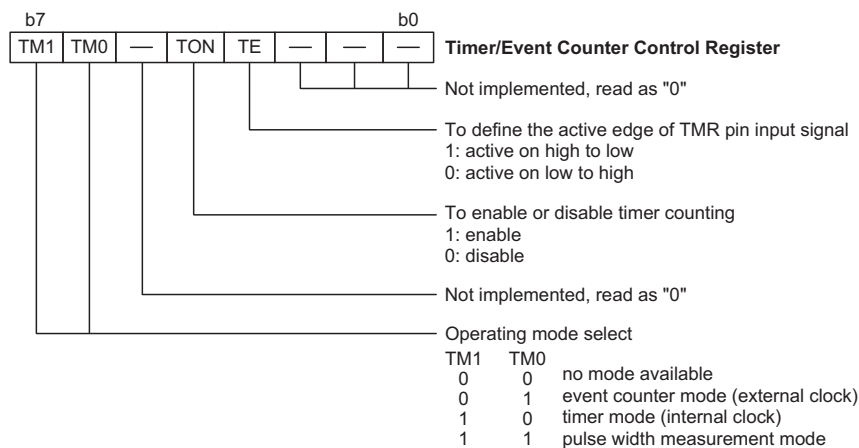 b7 b0
TM1 TM0 — TON TE — — — Timer/Event Counter Control Register
Not implemented, read as "0"
To define the active edge of TMR pin input signal
1: active on high to low
0: active on low to high
To enable or disable timer counting
1: enable
0: disable
Not implemented, read as "0"
Operating mode select
TM1 TM0
0 0 no mode available
0 1 event counter mode (external clock)
1 0 timer mode (internal clock)
1 1 pulse width measurement mode